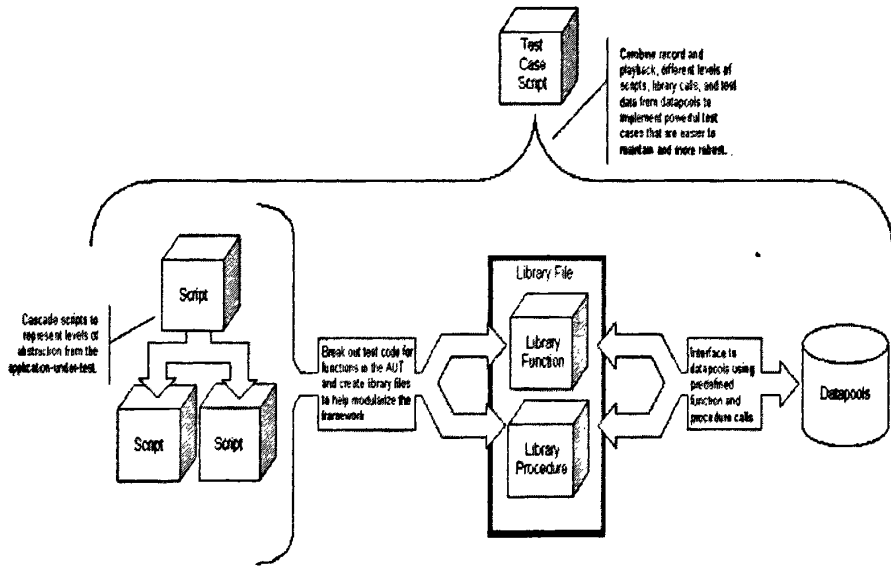 Test
Case
Script
Combine record and
playback, different levels of
scripts, library calls, and test
data from datapools to
implement powerful test
cases that are easier to
maintain and more robust.
Script
Cascade scripts to
represent levels of
abstraction from the
application-under-test.
Script
Script
Break out test code for
functions in the AUT
and create library files
to help modularize the
framework
Library File
Library
Function
Library
Procedure
Interface to
datapools using
predefined
function and
procedure calls
Datapools